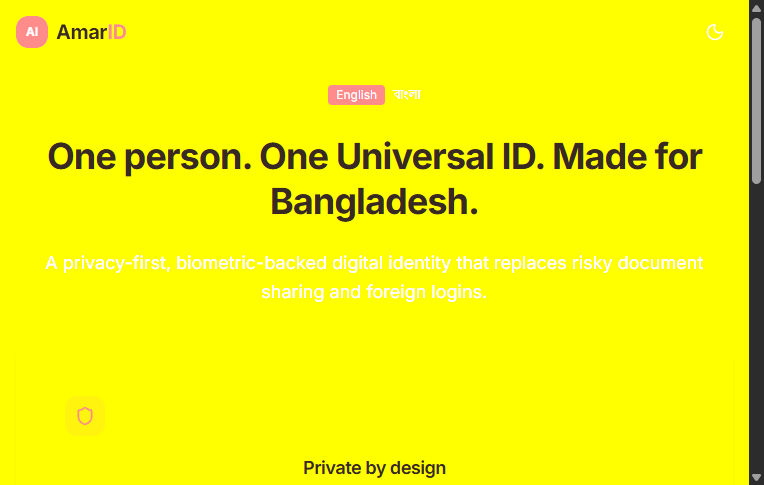 AI AmarID
English বাংলা
One person. One Universal ID. Made for
Bangladesh.
A privacy-first, biometric-backed digital identity that replaces risky document
sharing and foreign logins.
Private by design